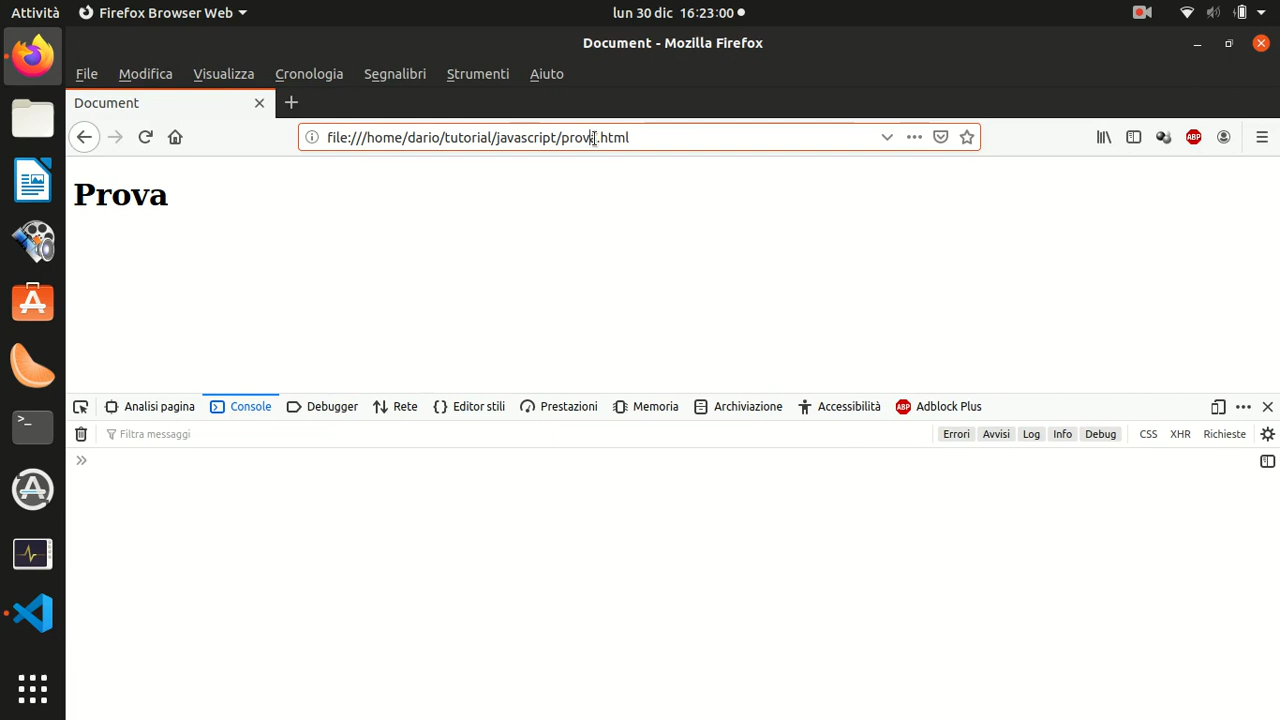 Attività Firefox Browser Web lun 30 dic 16:23:00
Document - Mozilla Firefox
File Modifica Visualizza Cronologia Segnalibri Strumenti Aiuto
Document
file:///home/dario/tutorial/javascript/prova.html
ABP
Prova
Analisi pagina Console Debugger Rete Editor stili Prestazioni Memoria Archiviazione Accessibilità ABP Adblock Plus
Filtra messaggi Errori Avvisi Log Info Debug CSS XHR Richieste